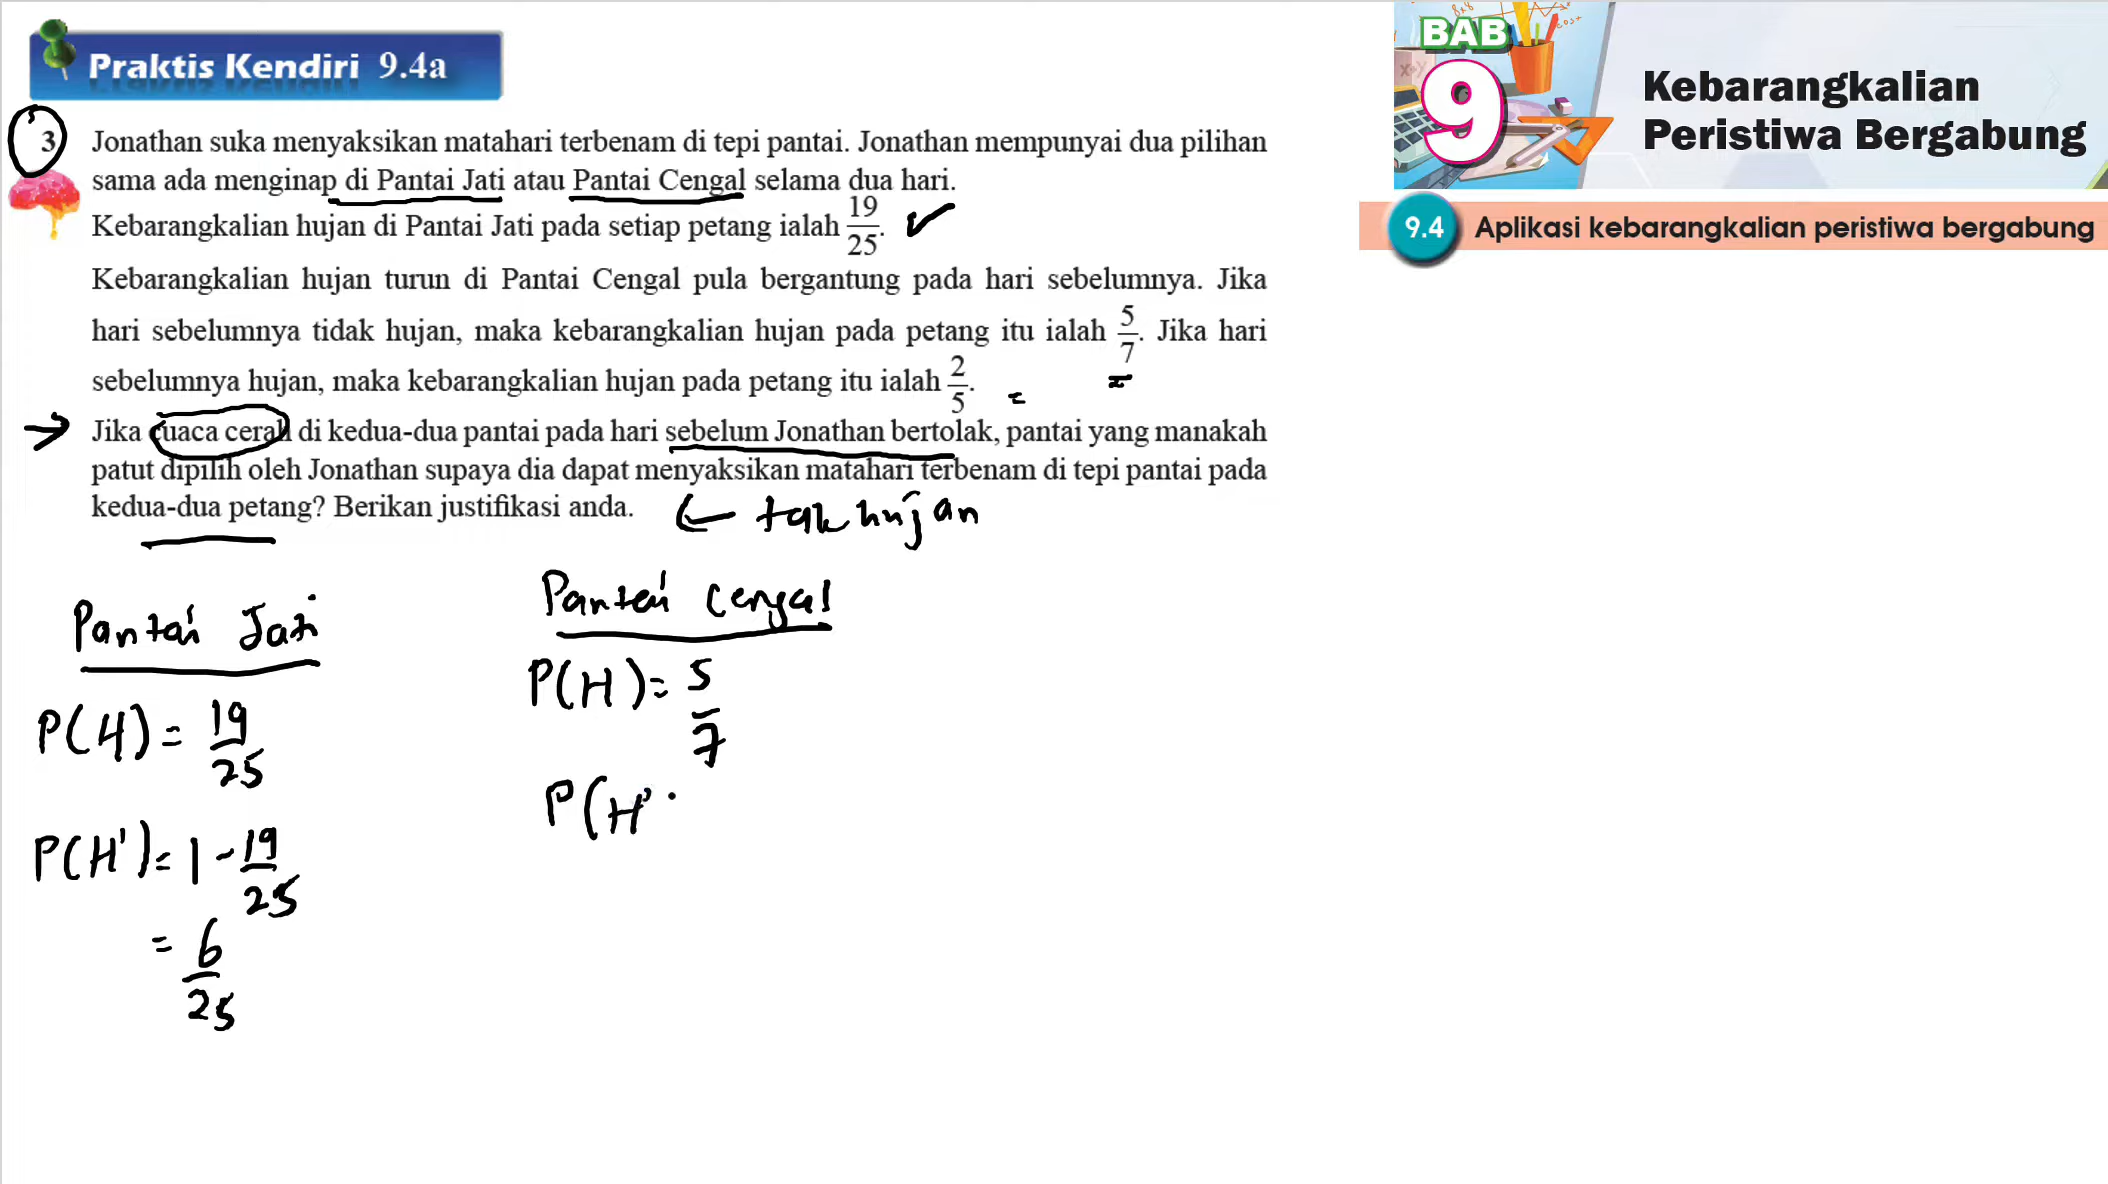 Praktis Kendiri 9.4a
3 Jonathan suka menyaksikan matahari terbenam di tepi pantai. Jonathan mempunyai dua pilihan
sama ada menginap di Pantai Jati atau Pantai Cengal selama dua hari.
Kebarangkalian hujan di Pantai Jati pada setiap petang ialah 19/25.
Kebarangkalian hujan turun di Pantai Cengal pula bergantung pada hari sebelumnya. Jika
hari sebelumnya tidak hujan, maka kebarangkalian hujan pada petang itu ialah 5/7. Jika hari
sebelumnya hujan, maka kebarangkalian hujan pada petang itu ialah 2/5.
Jika cuaca cerah di kedua-dua pantai pada hari sebelum Jonathan bertolak, pantai yang manakah
patut dipilih oleh Jonathan supaya dia dapat menyaksikan matahari terbenam di tepi pantai pada
kedua-dua petang? Berikan justifikasi anda.
← tak hujan
Pantai Jati
P(H) = 19/25
P(H') = 1 - 19/25
= 6/25
Pantai Cengal
P(H) = 5/7
P(H'
BAB
9
Kebarangkalian
Peristiwa Bergabung
9.4 Aplikasi kebarangkalian peristiwa bergabung